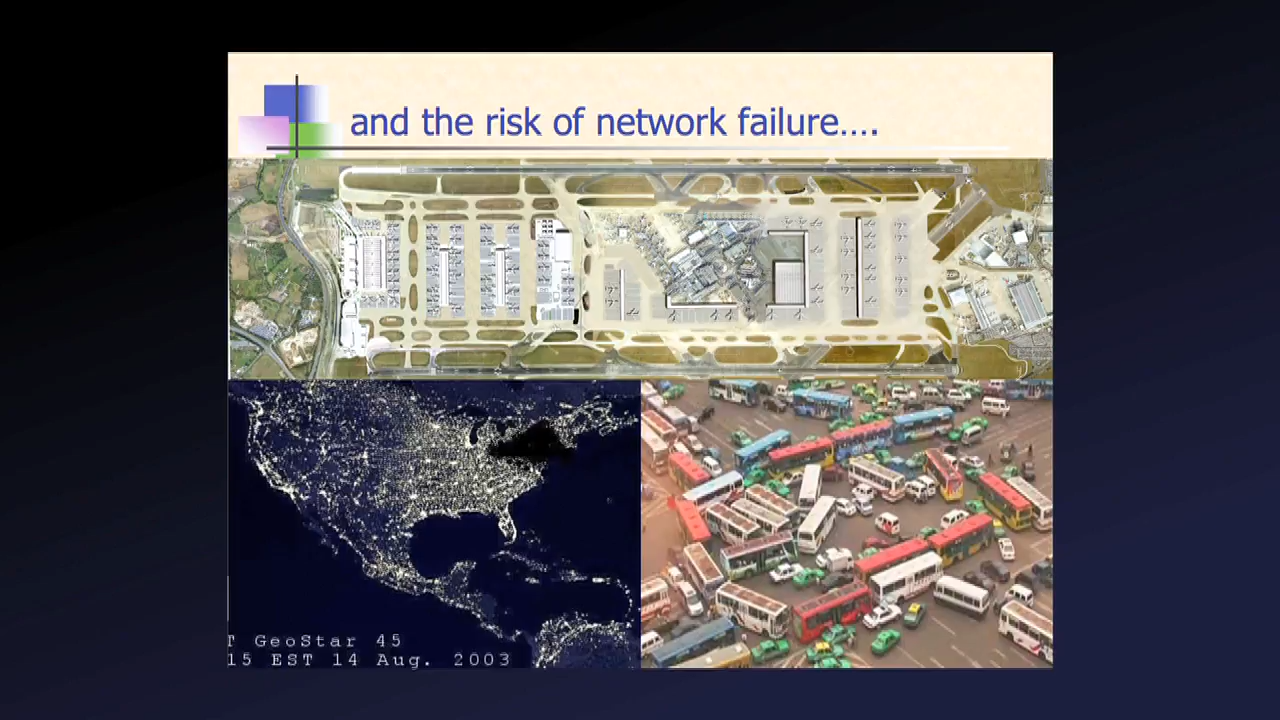 and the risk of network failure....
T GeoStar 45
15 EST 14 Aug. 2003